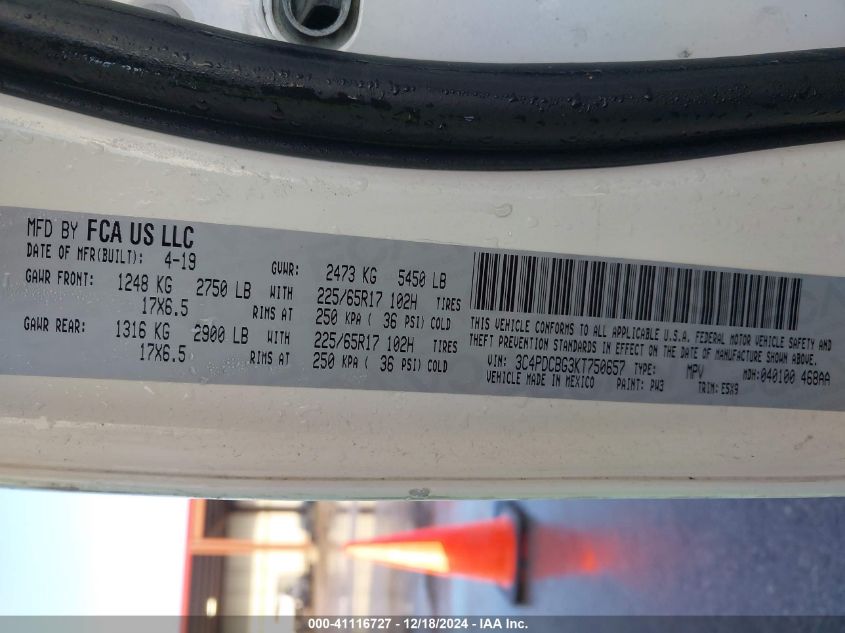 MFD BY FCA US LLC
DATE OF MFR(BUILT): 4-19 GVWR: 2473 KG 5450 LB
GAWR FRONT: 1248 KG 2750 LB WITH 225/65R17 102H TIRES
17X6.5 RIMS AT 250 KPA ( 36 PSI) COLD
GAWR REAR: 1316 KG 2900 LB WITH 225/65R17 102H TIRES
17X6.5 RIMS AT 250 KPA ( 36 PSI) COLD
THIS VEHICLE CONFORMS TO ALL APPLICABLE U.S.A. FEDERAL MOTOR VEHICLE SAFETY AND
THEFT PREVENTION STANDARDS IN EFFECT ON THE DATE OF MANUFACTURE SHOWN ABOVE.
VIN: 3C4PDCBG3KT750657 TYPE: MPV MDH:040100 468AA
VEHICLE MADE IN MEXICO PAINT: PW3 TRIM: E5X9
000-41116727 - 12/18/2024 - IAA Inc.